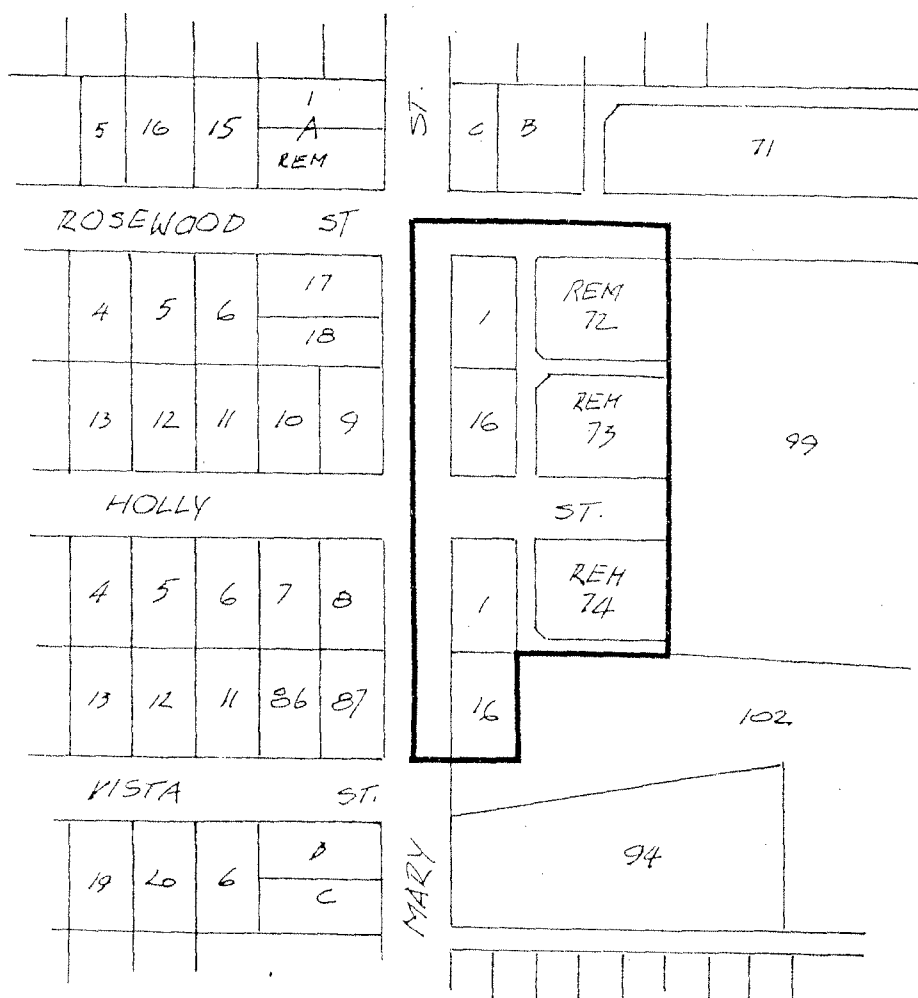 5 16 15 1
A
REM
ST.
C B 71
ROSEWOOD ST
4 5 6 17
18
1 REM
72
13 12 11 10 9
16 REM
73
99
HOLLY ST.
4 5 6 7 8
1 REM
74
13 12 11 86 87
16 102
VISTA ST.
19 20 6 B
C
MARY
94